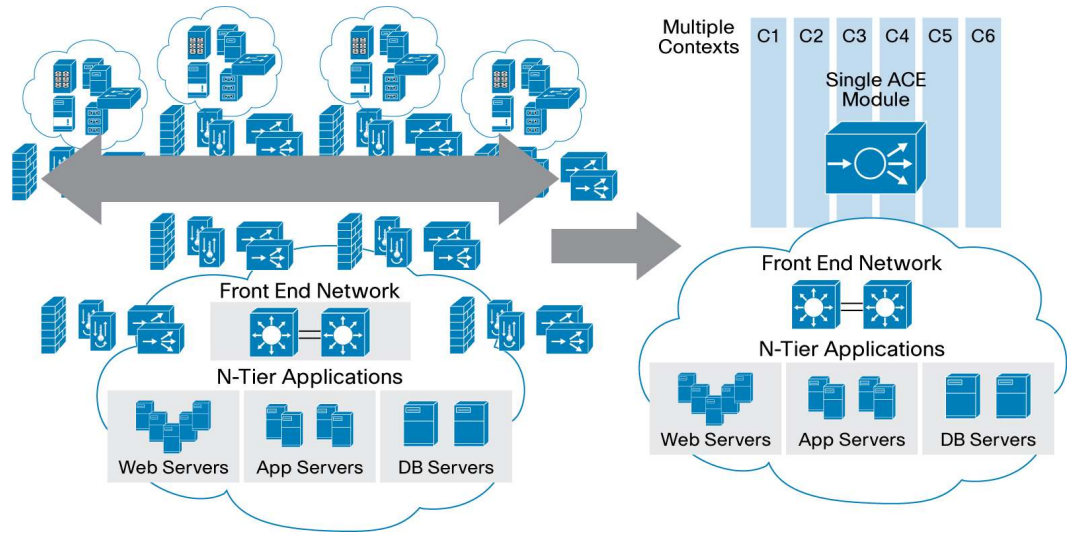 Front End Network
N-Tier Applications
Web Servers
App Servers
DB Servers
Multiple
Contexts
C1
C2
C3
C4
C5
C6
Single ACE
Module
Front End Network
N-Tier Applications
Web Servers
App Servers
DB Servers